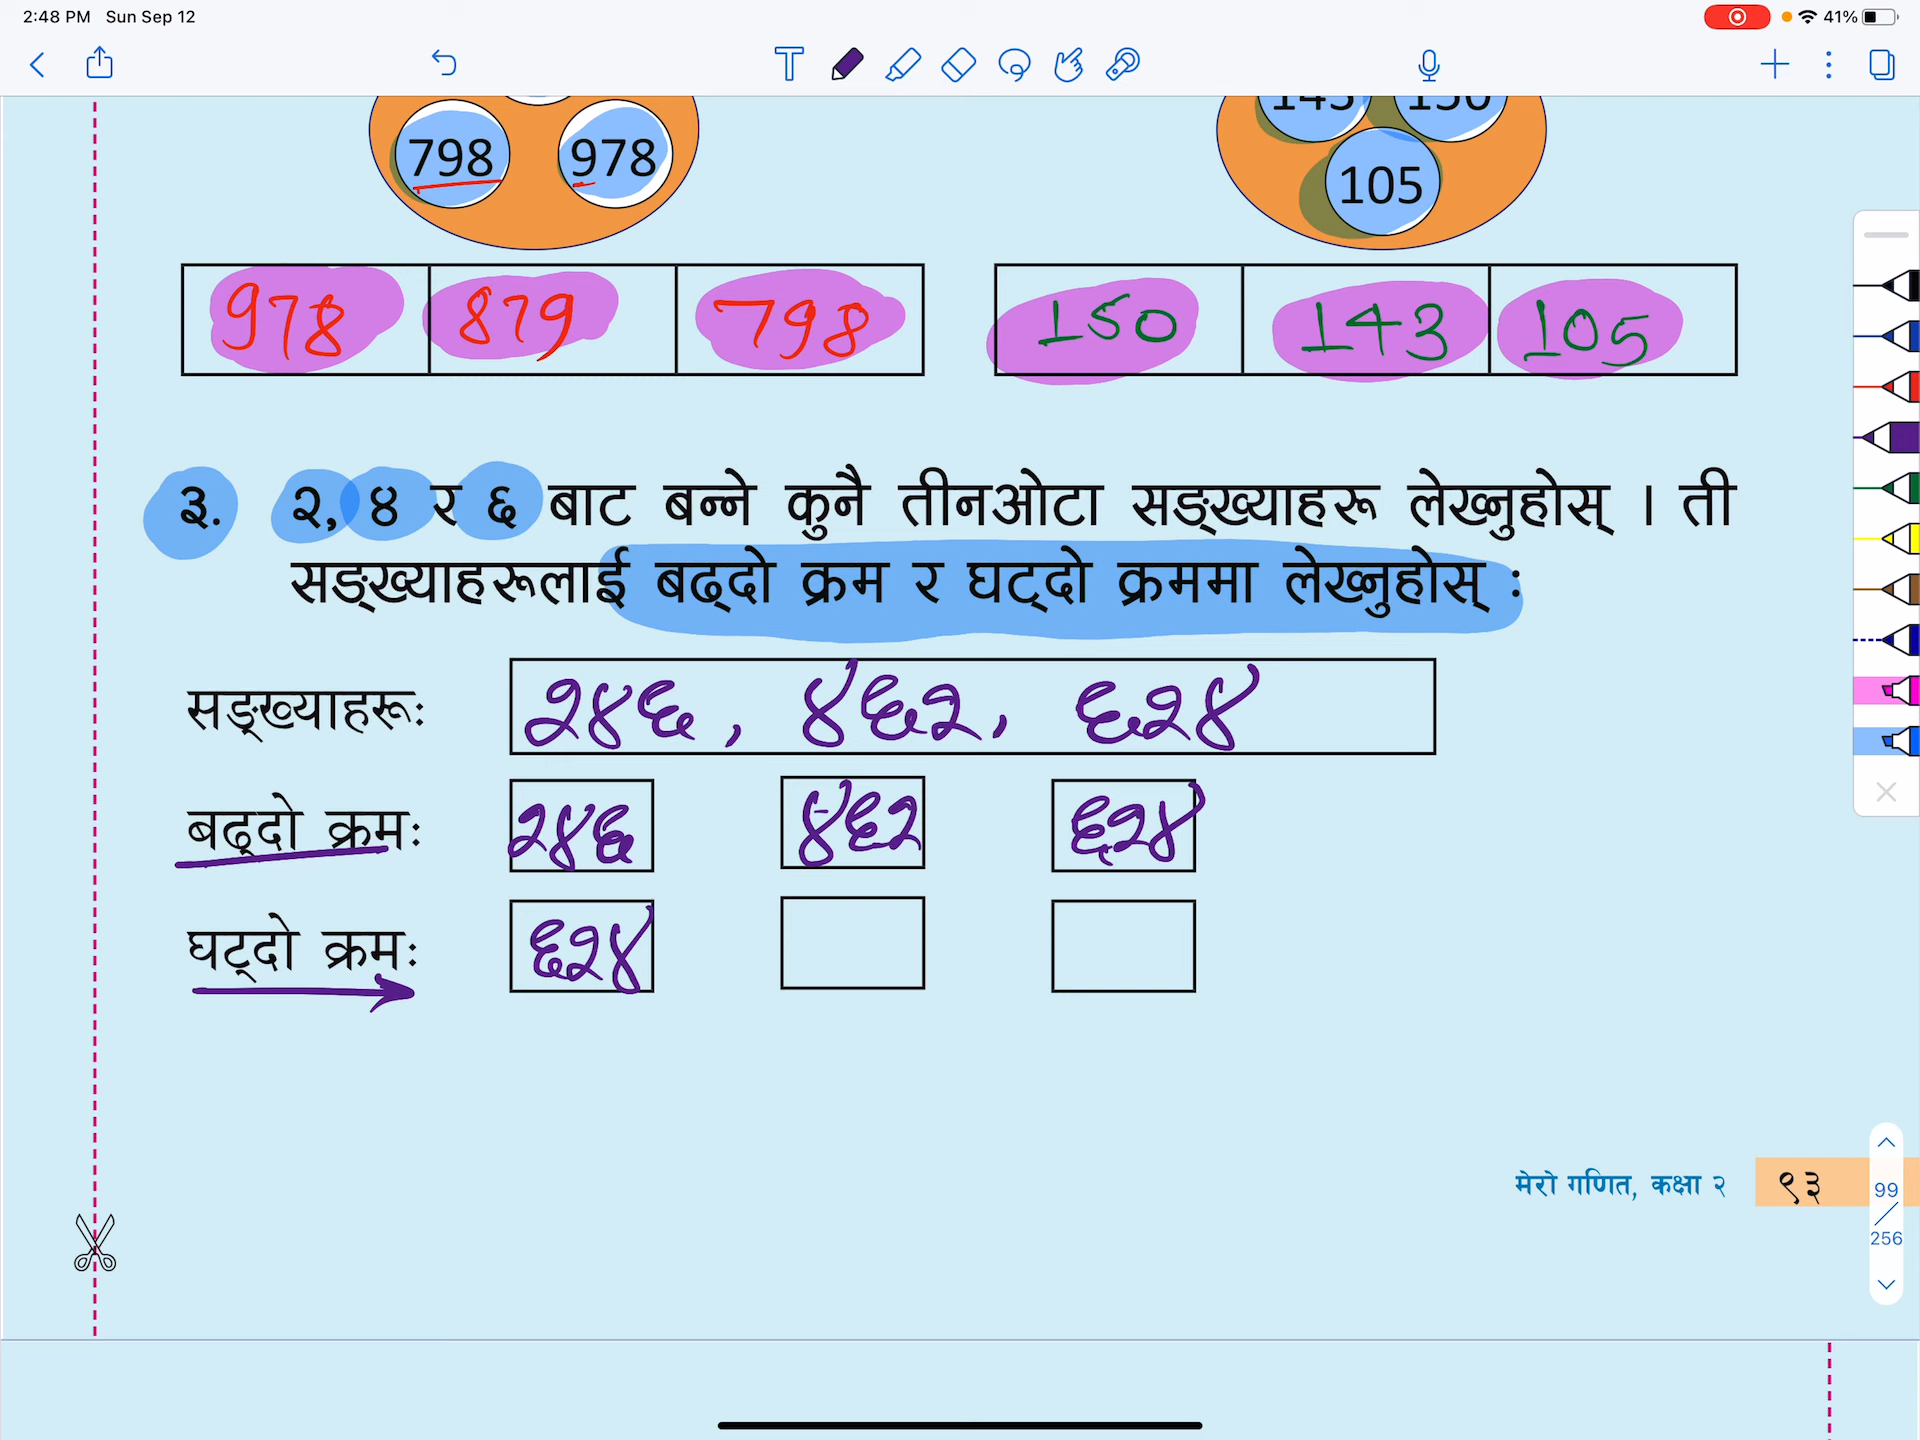 2:48 PM Sun Sep 12 41%
798 978 143 150
105
978 879 798 150 143 105
३. २, ४ र ६ बाट बन्ने कुनै तीनओटा सङ्ख्याहरू लेख्नुहोस् । ती
सङ्ख्याहरूलाई बढ्दो क्रम र घट्दो क्रममा लेख्नुहोस् :
सङ्ख्याहरूः २४६, ४६२, ६२४
बढ्दो क्रमः २४६ ४६२ ६२४
घट्दो क्रमः ६२४
मेरो गणित, कक्षा २ ९३
99
256